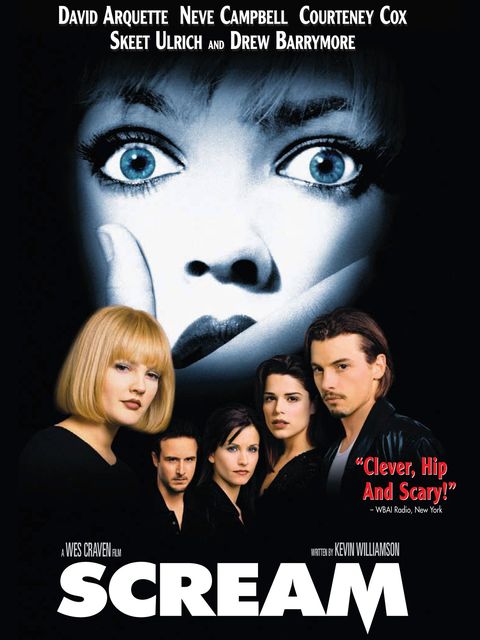 David Arquette Neve Campbell Courteney Cox
Skeet Ulrich and Drew Barrymore
"Clever, Hip
And Scary!"
– WBAI Radio, New York
A WES CRAVEN FILM
WRITTEN BY KEVIN WILLIAMSON
SCREAM